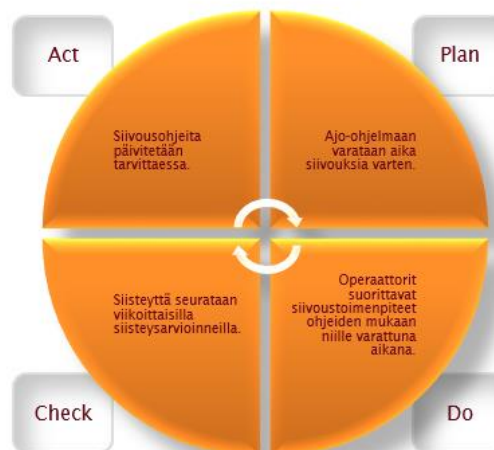 Act
Plan
Siivousohjeita
päivitetään
tarvittaessa.
Ajo-ohjelmaan
varataan aika
siivouksia varten.
Siisteyttä seurataan
viikoittaisilla
siisteysarvioinneilla.
Operaattorit
suorittavat
siivoustoimenpiteet
ohjeiden mukaan
niille varattuna
aikana.
Check
Do